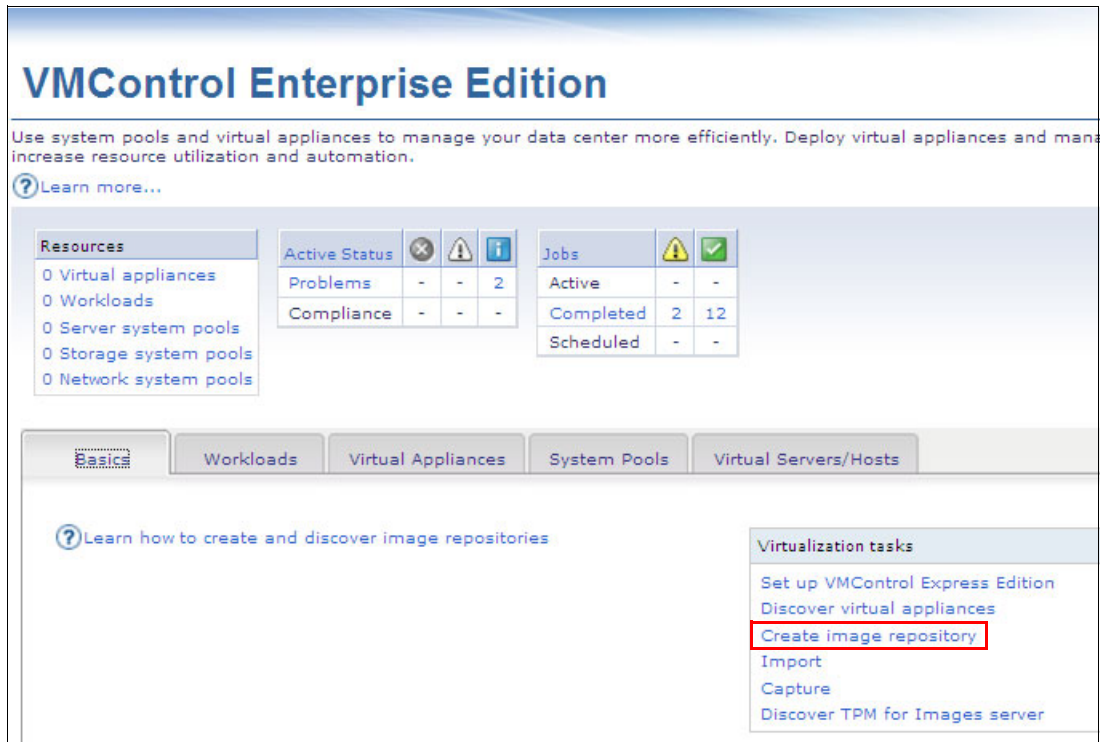 VMControl Enterprise Edition
Use system pools and virtual appliances to manage your data center more efficiently. Deploy virtual appliances and mana
increase resource utilization and automation.
?Learn more...
Resources
0 Virtual appliances
0 Workloads
0 Server system pools
0 Storage system pools
0 Network system pools
Active Status
Problems - - 2
Compliance - - -
Jobs
Active - -
Completed 2 12
Scheduled - -
Basics Workloads Virtual Appliances System Pools Virtual Servers/Hosts
?Learn how to create and discover image repositories
Virtualization tasks
Set up VMControl Express Edition
Discover virtual appliances
Create image repository
Import
Capture
Discover TPM for Images server